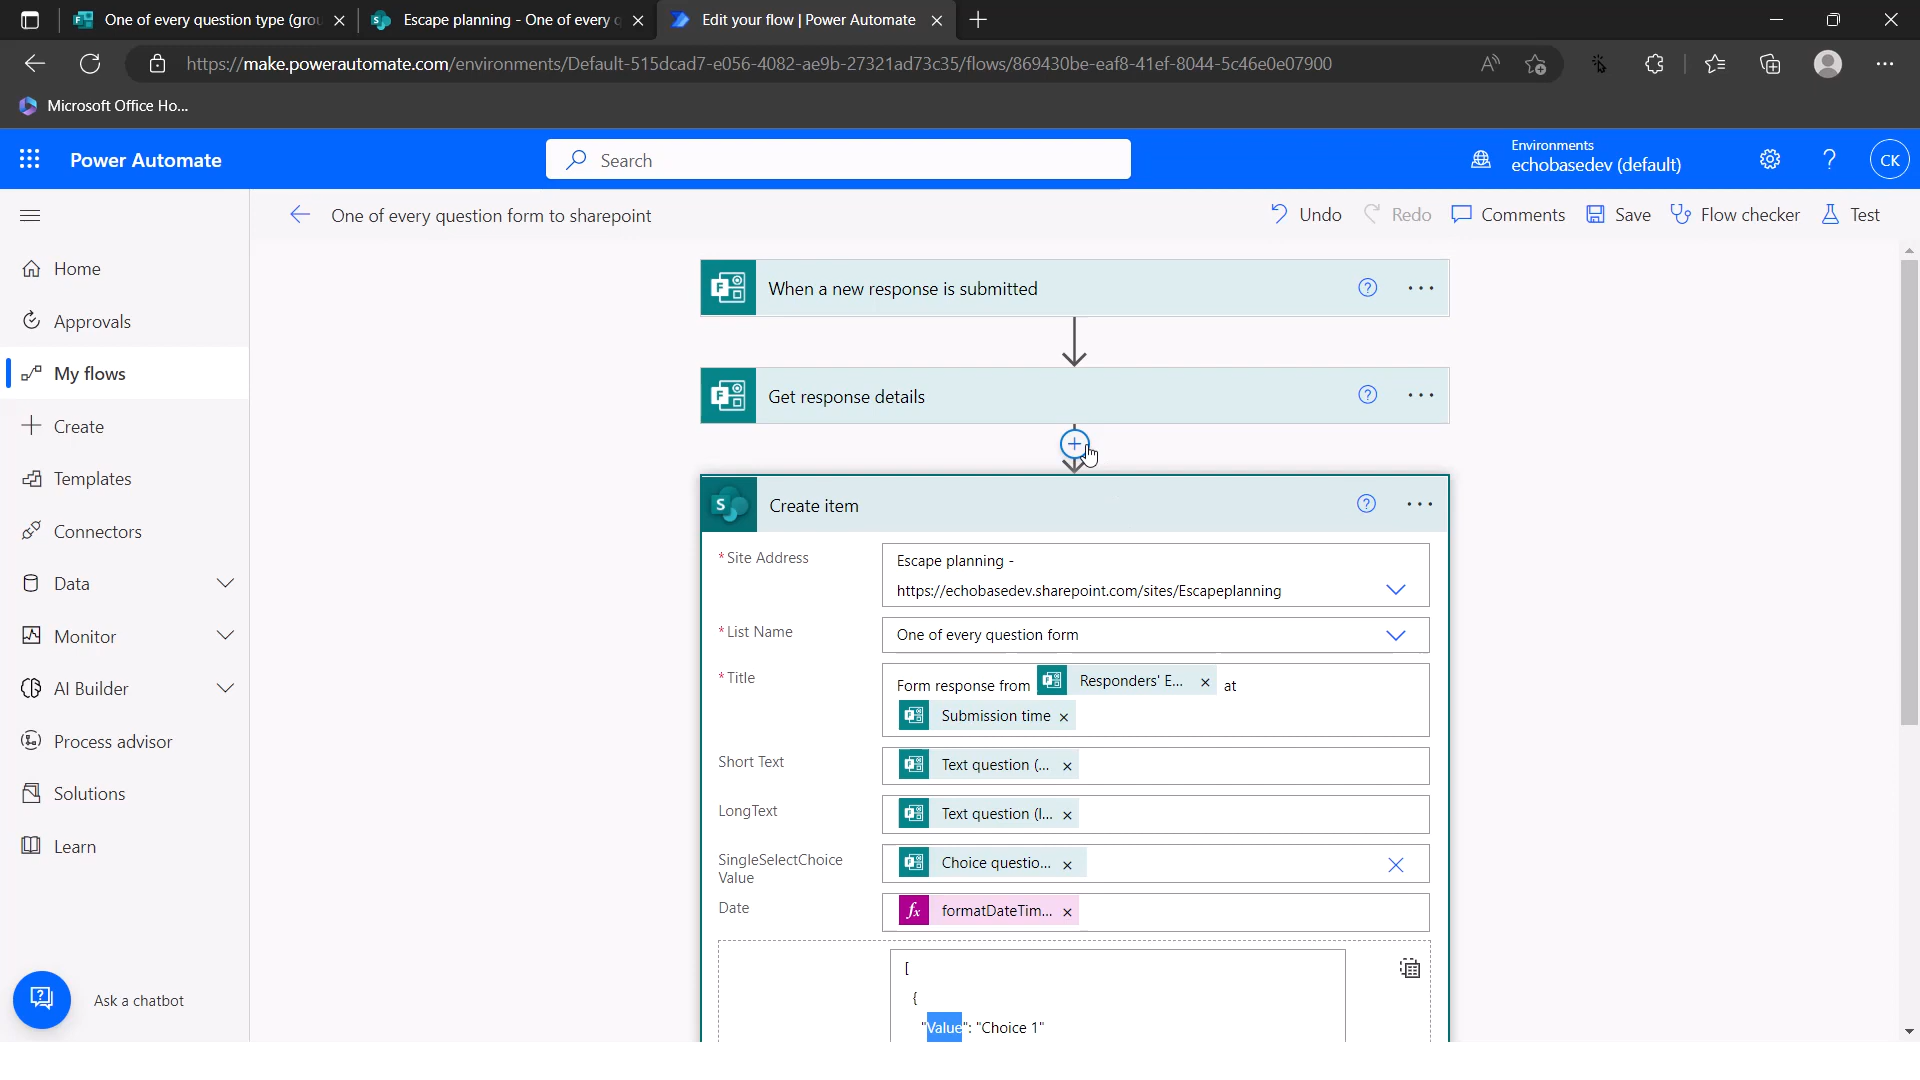 One of every question type (grou
Escape planning - One of every q
Edit your flow | Power Automate
https://make.powerautomate.com/environments/Default-515dcad7-e056-4082-ae9b-27321ad73c35/flows/869430be-eaf8-41ef-8044-5c46e0e07900
Microsoft Office Ho...
Power Automate
Search
Environments
echobasedev (default)
CK
One of every question form to sharepoint
Undo
Redo
Comments
Save
Flow checker
Test
Home
Approvals
My flows
Create
Templates
Connectors
Data
Monitor
AI Builder
Process advisor
Solutions
Learn
Ask a chatbot
When a new response is submitted
Get response details
Create item
* Site Address
Escape planning -
https://echobasedev.sharepoint.com/sites/Escapeplanning
* List Name
One of every question form
* Title
Form response from Responders' E... × at
Submission time ×
Short Text
Text question (... ×
LongText
Text question (l... ×
SingleSelectChoice
Value
Choice questio... ×
Date
fx formatDateTim... ×
[
{
"Value": "Choice 1"